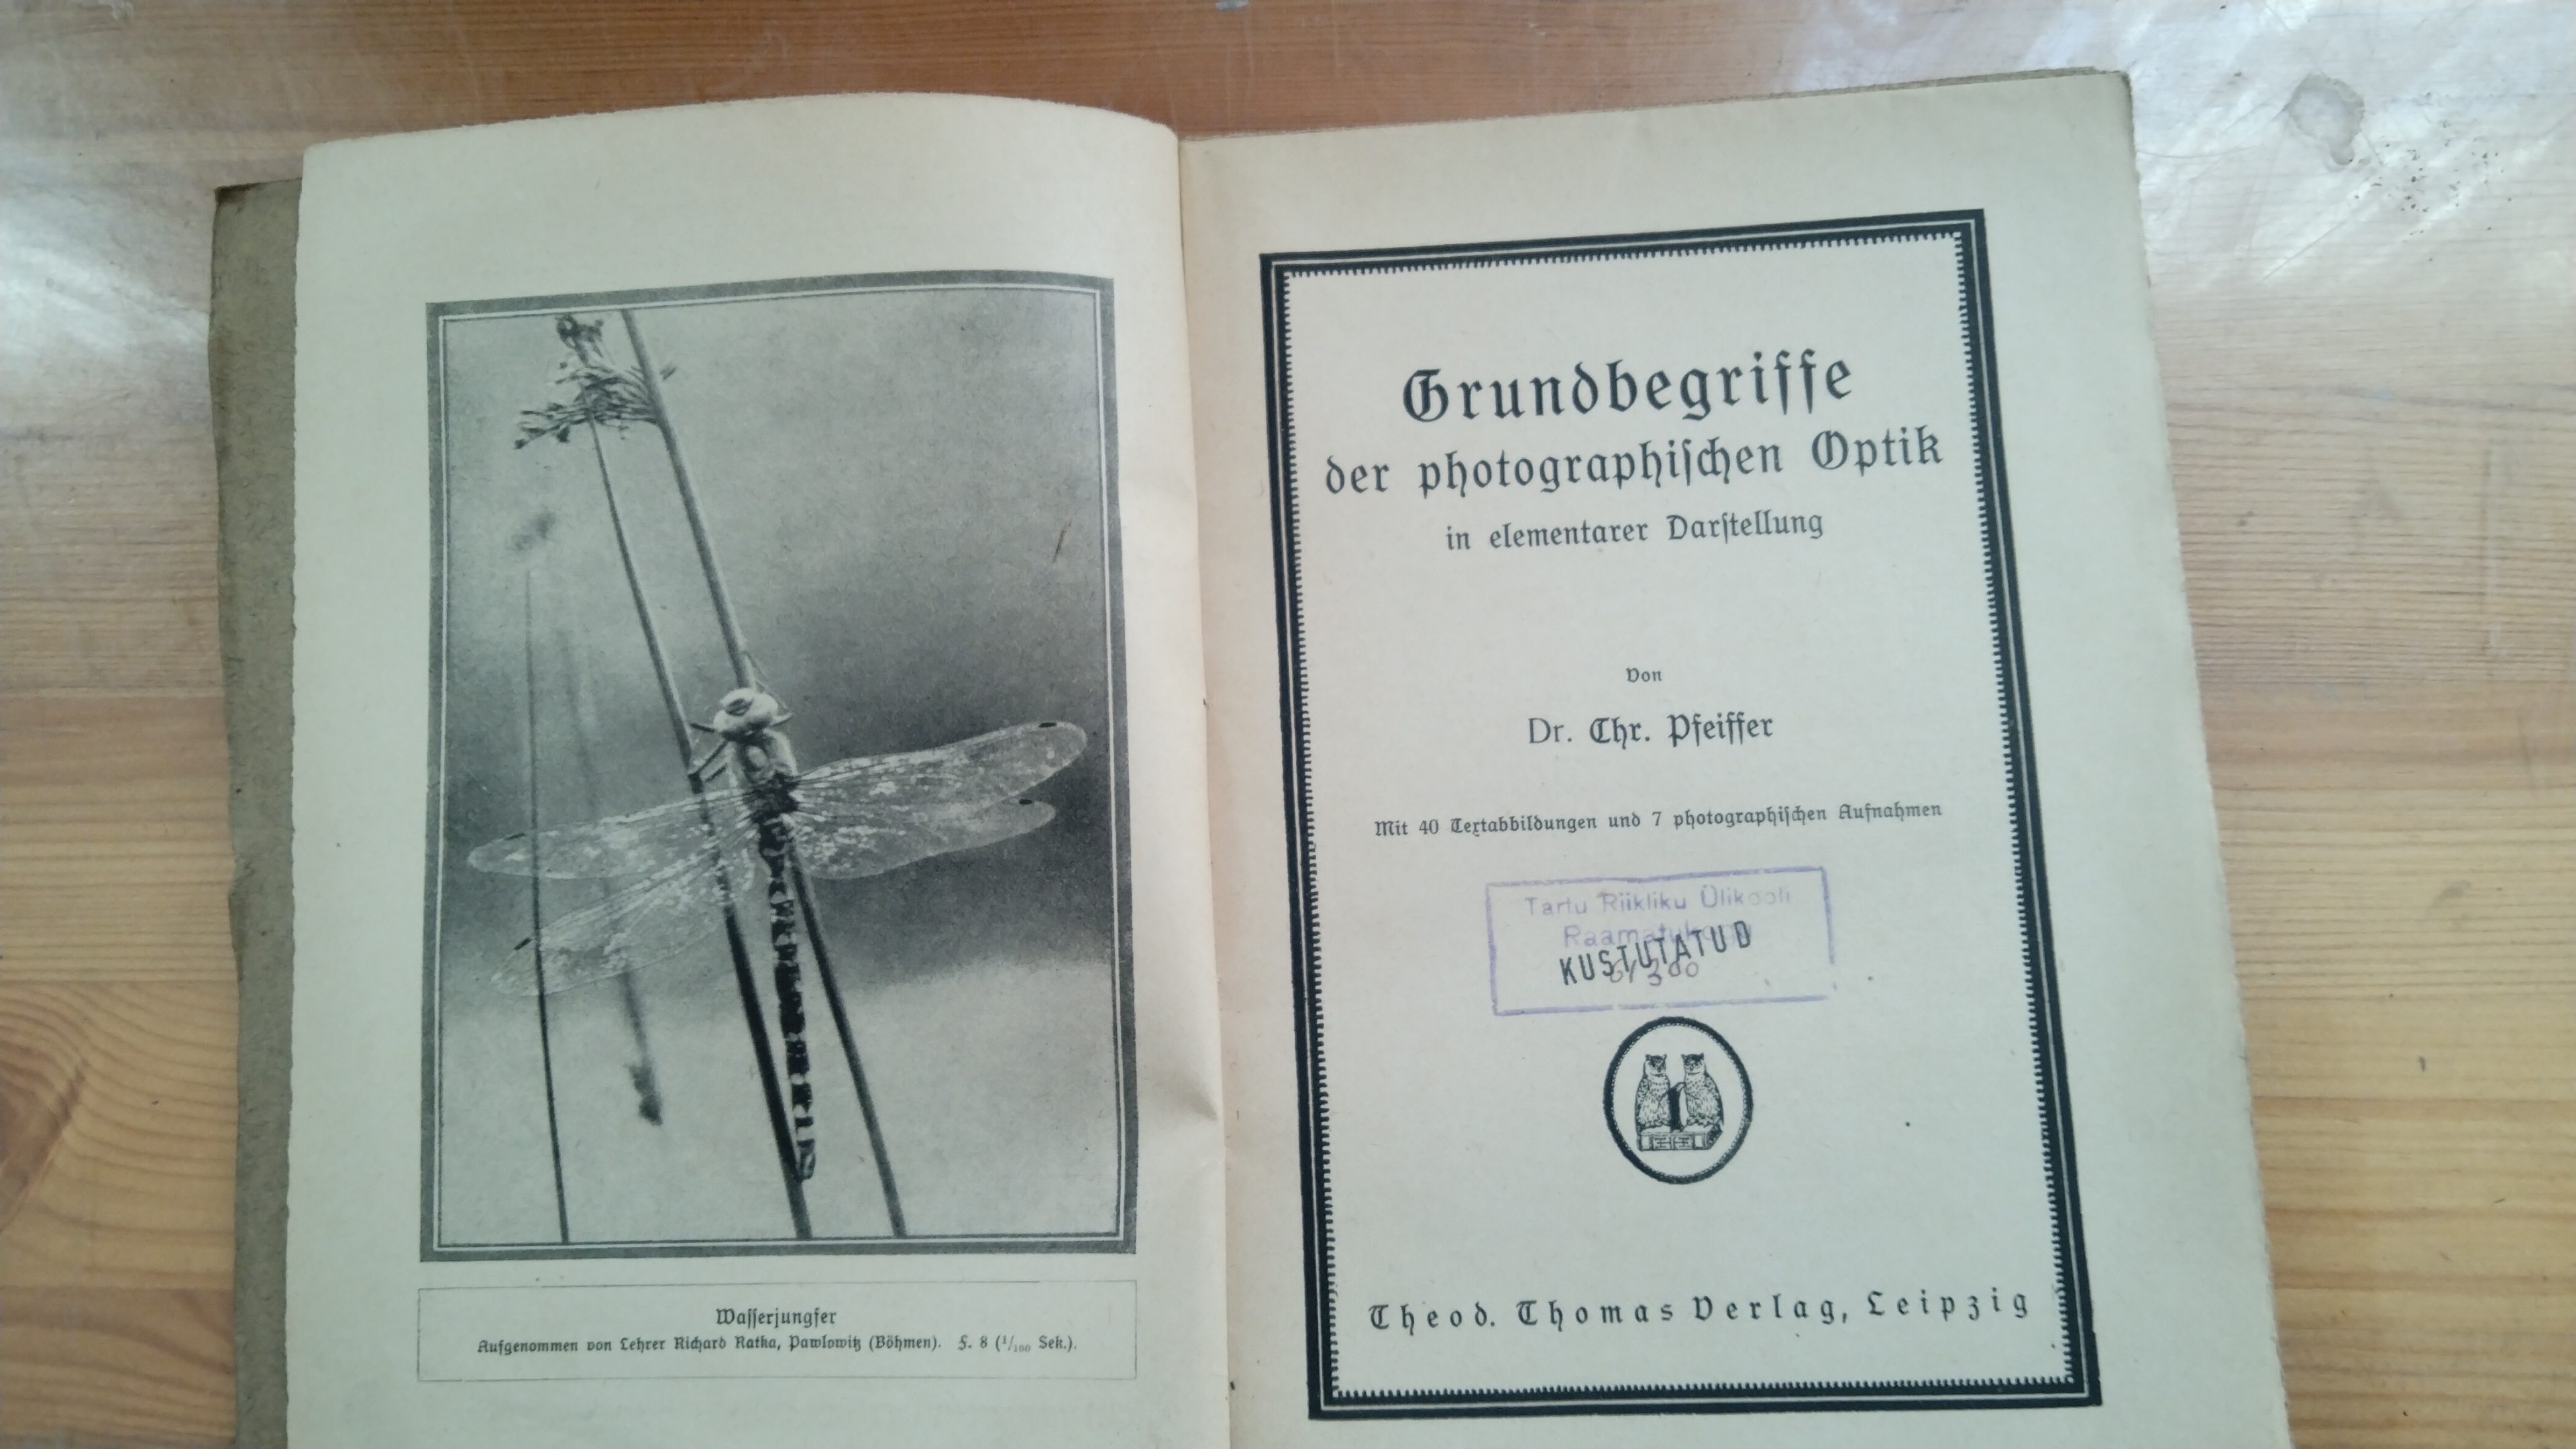 Wasserjungfer
Aufgenommen von Lehrer Richard Ratka, Pawlowitz (Böhmen). F. 8 (1/100 Sek.).
Grundbegriffe
der photographiſchen Optik
in elementarer Darſtellung
Von
Dr. Chr. Pfeiffer
Mit 40 Textabbildungen und 7 photographiſchen Aufnahmen
Tartu Riikliku Ülikooli
Raamatukogu
KUSTUTATUD
Theod. Thomas Verlag, Leipzig